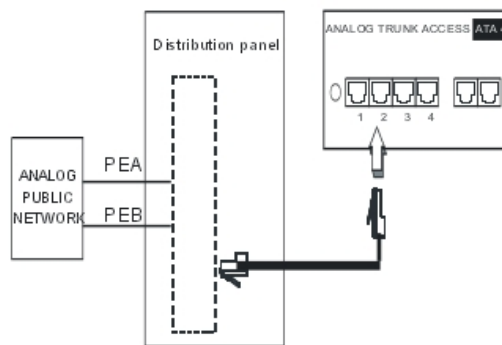 Distribution panel
ANALOG TRUNK ACCESS ATA
1 2 3 4
ANALOG
PUBLIC
NETWORK
PEA
PEB